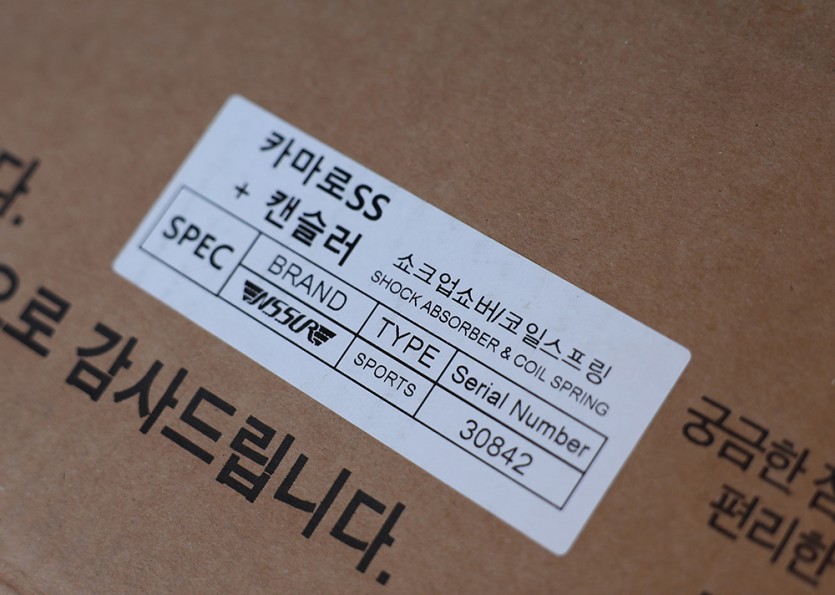 카마로SS
+ 캔슬러
쇼크업쇼버/코일스프링
SHOCK ABSORBER & COIL SPRING
SPEC BRAND TYPE Serial Number
NSSUR SPORTS 30842
다.
으로 감사드립니다.
궁금한
편리한